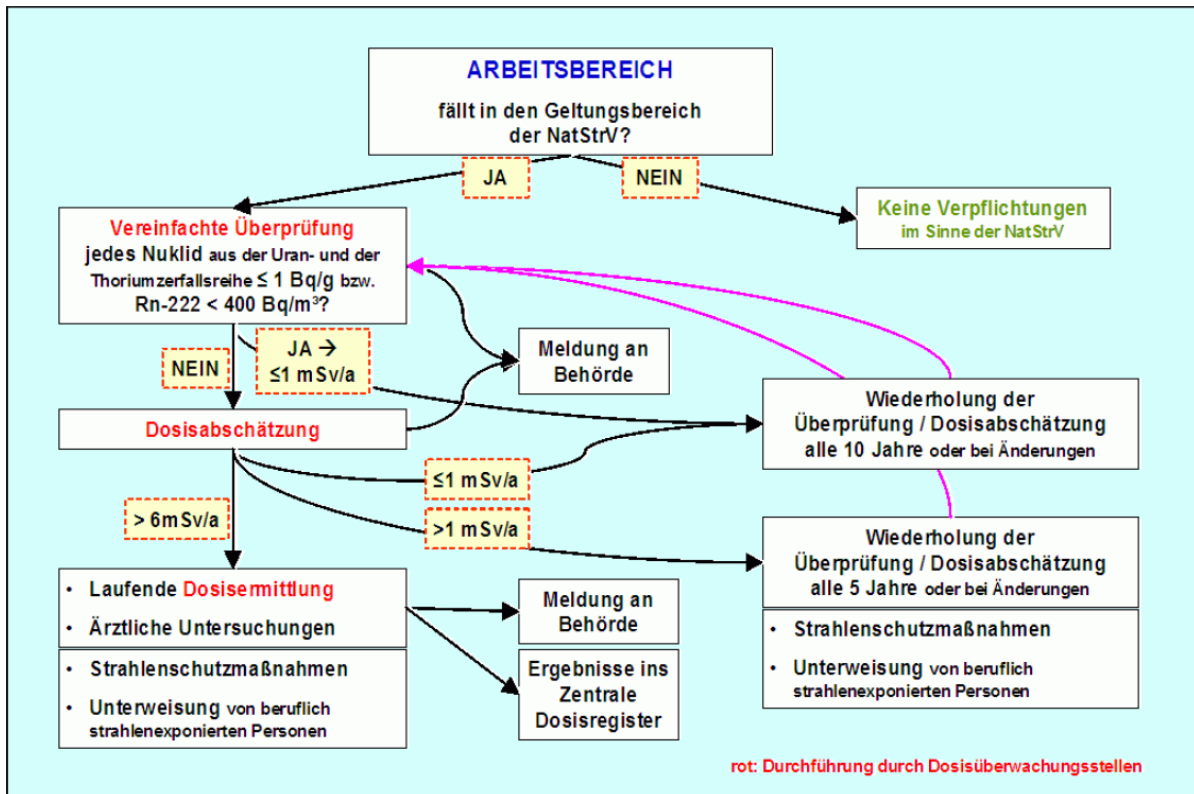 ARBEITSBEREICH
fällt in den Geltungsbereich
der NatStrV?
JA
NEIN
Keine Verpflichtungen
im Sinne der NatStrV
Vereinfachte Überprüfung
jedes Nuklid aus der Uran- und der
Thoriumzerfallsreihe ≤ 1 Bq/g bzw.
Rn-222 < 400 Bq/m³?
NEIN
JA →
≤1 mSv/a
Meldung an
Behörde
Wiederholung der
Überprüfung / Dosisabschätzung
alle 10 Jahre oder bei Änderungen
Dosisabschätzung
≤1 mSv/a
> 6mSv/a
>1 mSv/a
Wiederholung der
Überprüfung / Dosisabschätzung
alle 5 Jahre oder bei Änderungen
• Strahlenschutzmaßnahmen
• Unterweisung von beruflich
strahlenexponierten Personen
• Laufende Dosisermittlung
• Ärztliche Untersuchungen
• Strahlenschutzmaßnahmen
• Unterweisung von beruflich
strahlenexponierten Personen
Meldung an
Behörde
Ergebnisse ins
Zentrale
Dosisregister
rot: Durchführung durch Dosisüberwachungsstellen